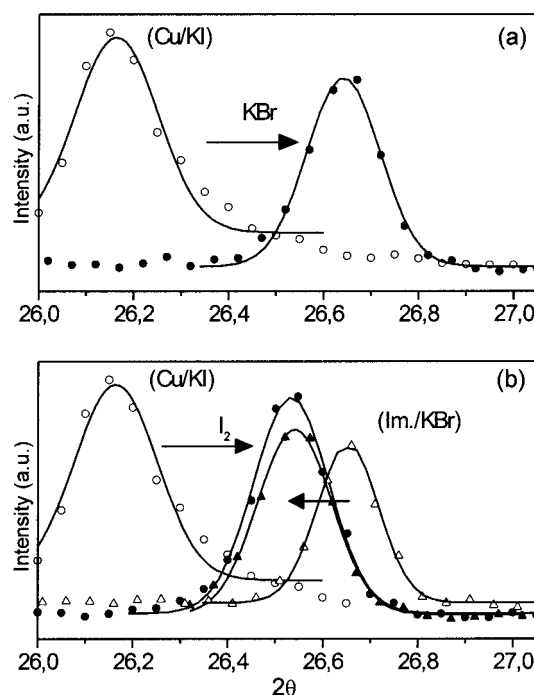 (Cu/KI)
(a)
KBr
Intensity (a.u.)
26,0 26,2 26,4 26,6 26,8 27,0
(Cu/KI)
(b)
I2
(Im./KBr)
Intensity (a.u.)
26,0 26,2 26,4 26,6 26,8 27,0
2θ